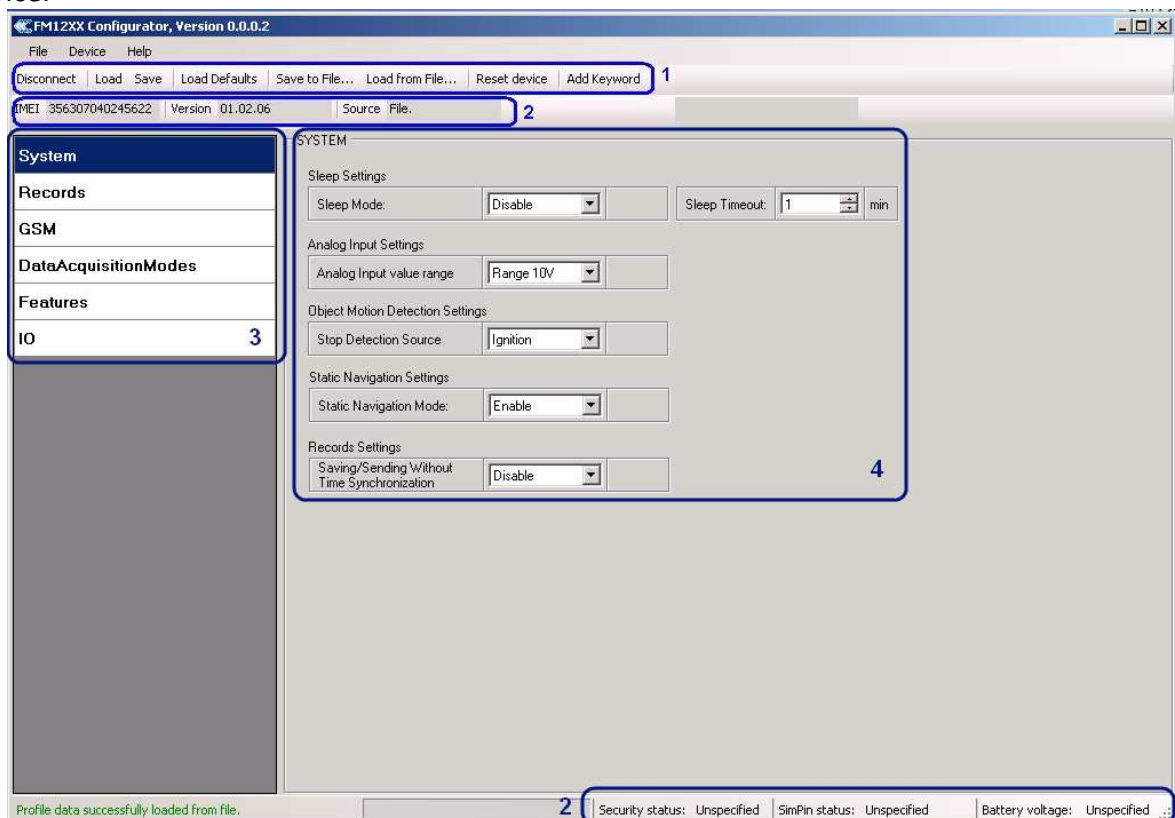 FM12XX Configurator, Version 0.0.0.2
File Device Help
Disconnect Load Save Load Defaults Save to File... Load from File... Reset device Add Keyword 1
IMEI 356307040245622 Version 01.02.06 Source File. 2
System
Records
GSM
DataAcquisitionModes
Features
IO 3
SYSTEM
Sleep Settings
Sleep Mode: Disable Sleep Timeout: 1 min
Analog Input Settings
Analog Input value range Range 10V
Object Motion Detection Settings
Stop Detection Source Ignition
Static Navigation Settings
Static Navigation Mode: Enable
Records Settings
Saving/Sending Without
Time Synchronization Disable
4
Profile data successfully loaded from file. 2 Security status: Unspecified SimPin status: Unspecified Battery voltage: Unspecified